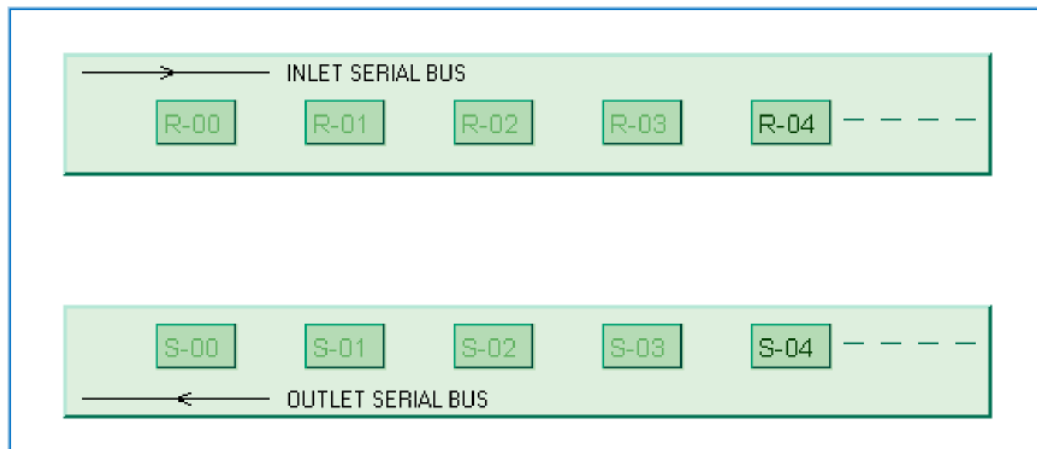 INLET SERIAL BUS
R-00 R-01 R-02 R-03 R-04
S-00 S-01 S-02 S-03 S-04
OUTLET SERIAL BUS